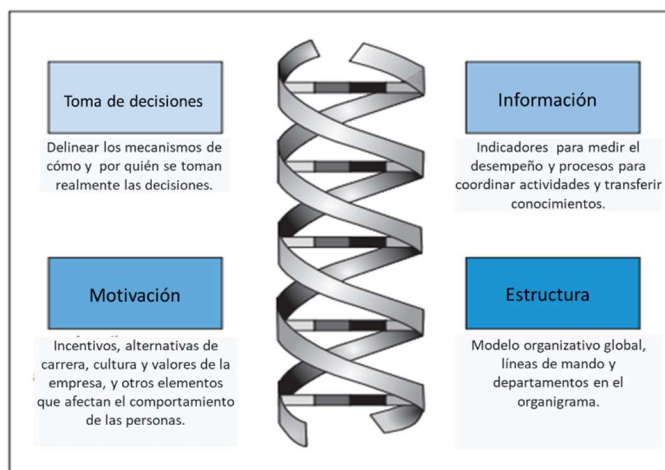 Toma de decisiones
Delinear los mecanismos de
cómo y por quién se toman
realmente las decisiones.
Información
Indicadores para medir el
desempeño y procesos para
coordinar actividades y transferir
conocimientos.
Motivación
Incentivos, alternativas de
carrera, cultura y valores de la
empresa, y otros elementos
que afectan el comportamiento
de las personas.
Estructura
Modelo organizativo global,
líneas de mando y
departamentos en el
organigrama.